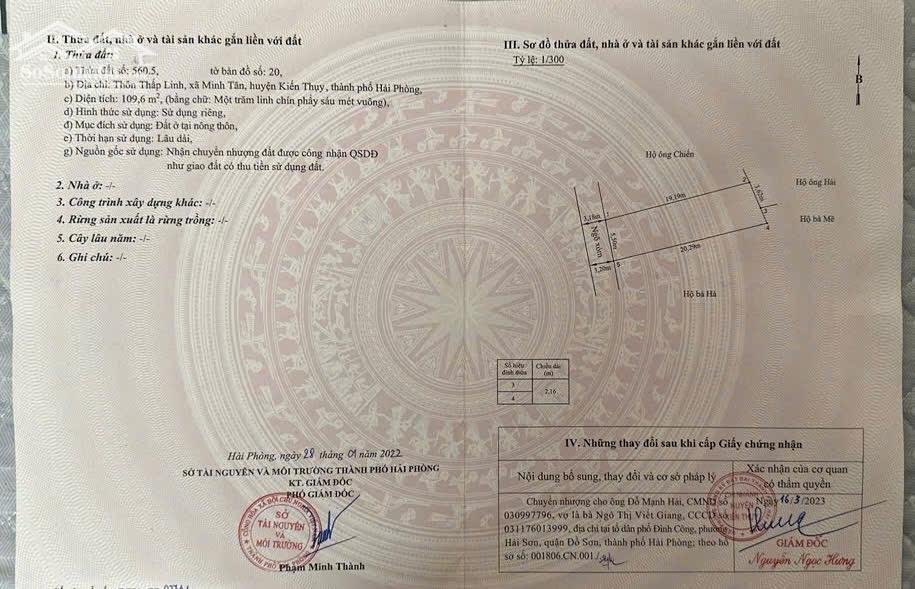 II. Thửa đất, nhà ở và tài sản khác gắn liền với đất
1. Thửa đất:
a) Thửa đất số: 560.5, tờ bản đồ số: 20,
b) Địa chỉ: Thôn Thấp Linh, xã Minh Tân, huyện Kiến Thụy, thành phố Hải Phòng,
c) Diện tích: 109,6 m², (bằng chữ: Một trăm linh chín phẩy sáu mét vuông),
d) Hình thức sử dụng: Sử dụng riêng,
đ) Mục đích sử dụng: Đất ở tại nông thôn,
e) Thời hạn sử dụng: Lâu dài,
g) Nguồn gốc sử dụng: Nhận chuyển nhượng đất được công nhận QSDĐ
như giao đất có thu tiền sử dụng đất.
2. Nhà ở: -/-
3. Công trình xây dựng khác: -/-
4. Rừng sản xuất là rừng trồng: -/-
5. Cây lâu năm: -/-
6. Ghi chú: -/-
Hải Phòng, ngày 28 tháng 01 năm 2022
SỞ TÀI NGUYÊN VÀ MÔI TRƯỜNG THÀNH PHỐ HẢI PHÒNG
KT. GIÁM ĐỐC
PHÓ GIÁM ĐỐC
SỞ
TÀI NGUYÊN
VÀ
MÔI TRƯỜNG
Phạm Minh Thành
III. Sơ đồ thửa đất, nhà ở và tài sản khác gắn liền với đất
Tỷ lệ: 1/300
B
Hộ ông Chiến
Hộ ông Hải
Hộ bà Mẽ
Hộ bà Hà
Ngõ xóm
19,19m
3,62m
3,18m
1
5,50m
20,29m
5
3,20m
Số hiệu đỉnh thửa
Chiều dài (m)
3
2,16
4
IV. Những thay đổi sau khi cấp Giấy chứng nhận
Nội dung bổ sung, thay đổi và cơ sở pháp lý
Xác nhận của cơ quan
có thẩm quyền
Chuyển nhượng cho ông Đỗ Mạnh Hải, CMND số
030997796, vợ là bà Ngô Thị Việt Giang, CCCD số
031176013999, địa chỉ tại tổ dân phố Đình Công, phường
Hải Sơn, quận Đồ Sơn, thành phố Hải Phòng; theo hồ
sơ số: 001806.CN.001./
Ngày 16/3/2023
GIÁM ĐỐC
Nguyễn Ngọc Hưng